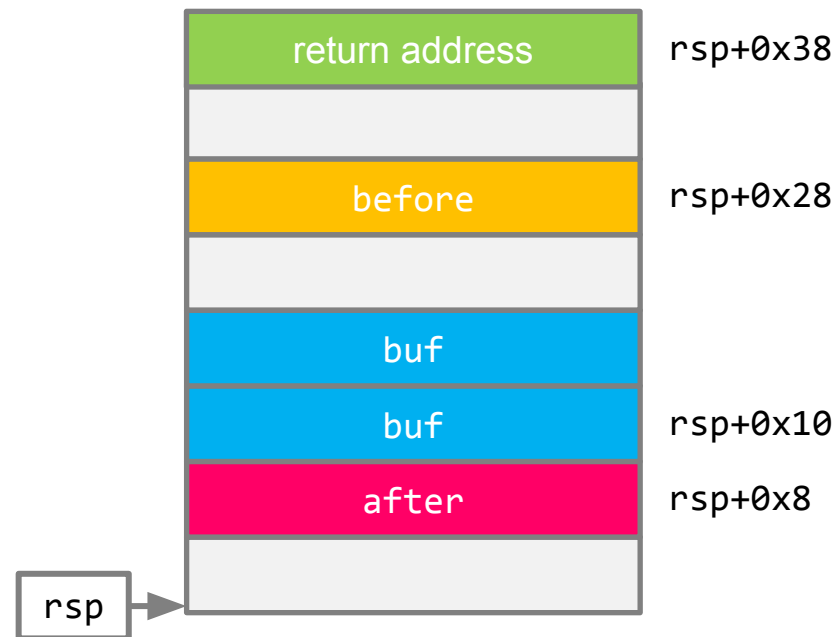 return address rsp+0x38
before rsp+0x28
buf
buf rsp+0x10
after rsp+0x8
rsp